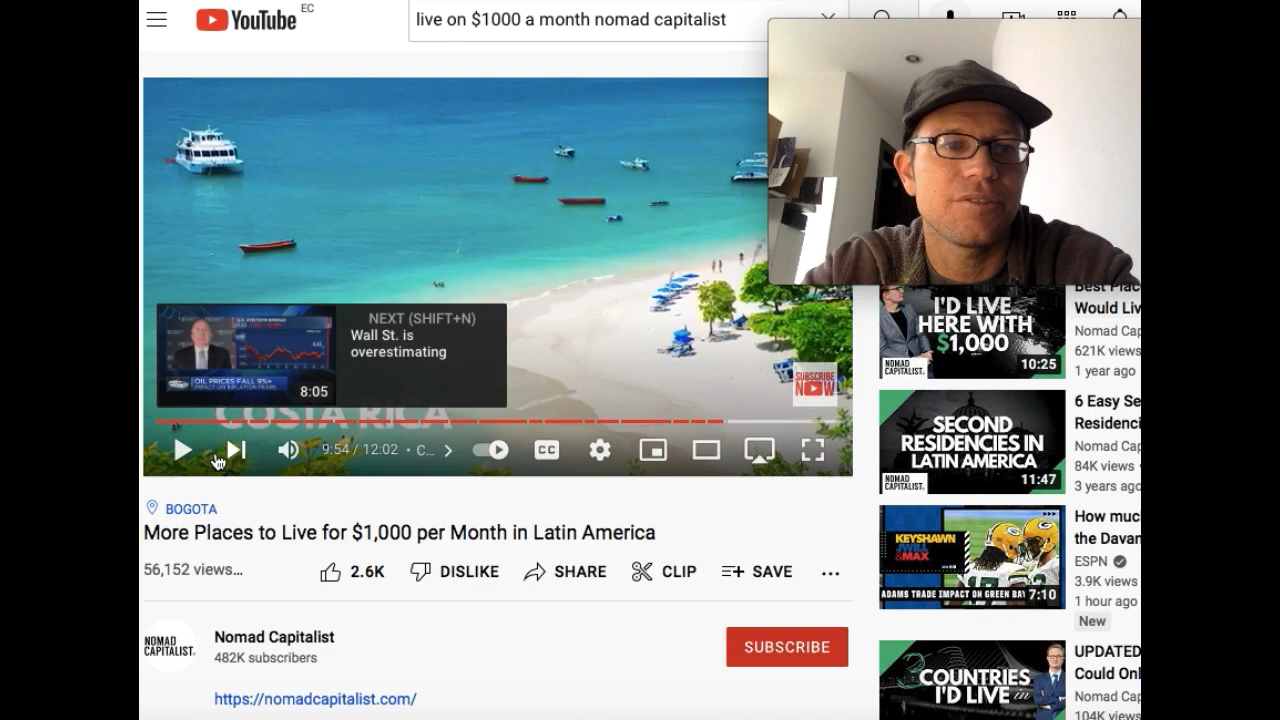 YouTube
EC
live on $1000 a month nomad capitalist
NEXT (SHIFT+N)
Wall St. is
overestimating
OIL PRICES FALL 9%+
8:05
SUBSCRIBE
NOW
COSTA RICA
9:54 / 12:02 • C...
CC
BOGOTA
More Places to Live for $1,000 per Month in Latin America
56,152 views...
2.6K
DISLIKE
SHARE
CLIP
SAVE
NOMAD
CAPITALIST.
Nomad Capitalist
482K subscribers
SUBSCRIBE
https://nomadcapitalist.com/
I'D LIVE
HERE WITH
$1,000
NOMAD
CAPITALIST
10:25
Best Plac
Would Liv
Nomad Cap
621K views
1 year ago
SECOND
RESIDENCIES IN
LATIN AMERICA
NOMAD
CAPITALIST.
11:47
6 Easy Se
Residenci
Nomad Cap
84K views
3 years ago
KEYSHAWN
JWILL
&MAX
ADAMS TRADE IMPACT ON GREEN BAY
7:10
How muc
the Davan
ESPN
3.9K views
1 hour ago
New
3
COUNTRIES
I'D LIVE in
UPDATED
Could Onl
Nomad Cap
104K views